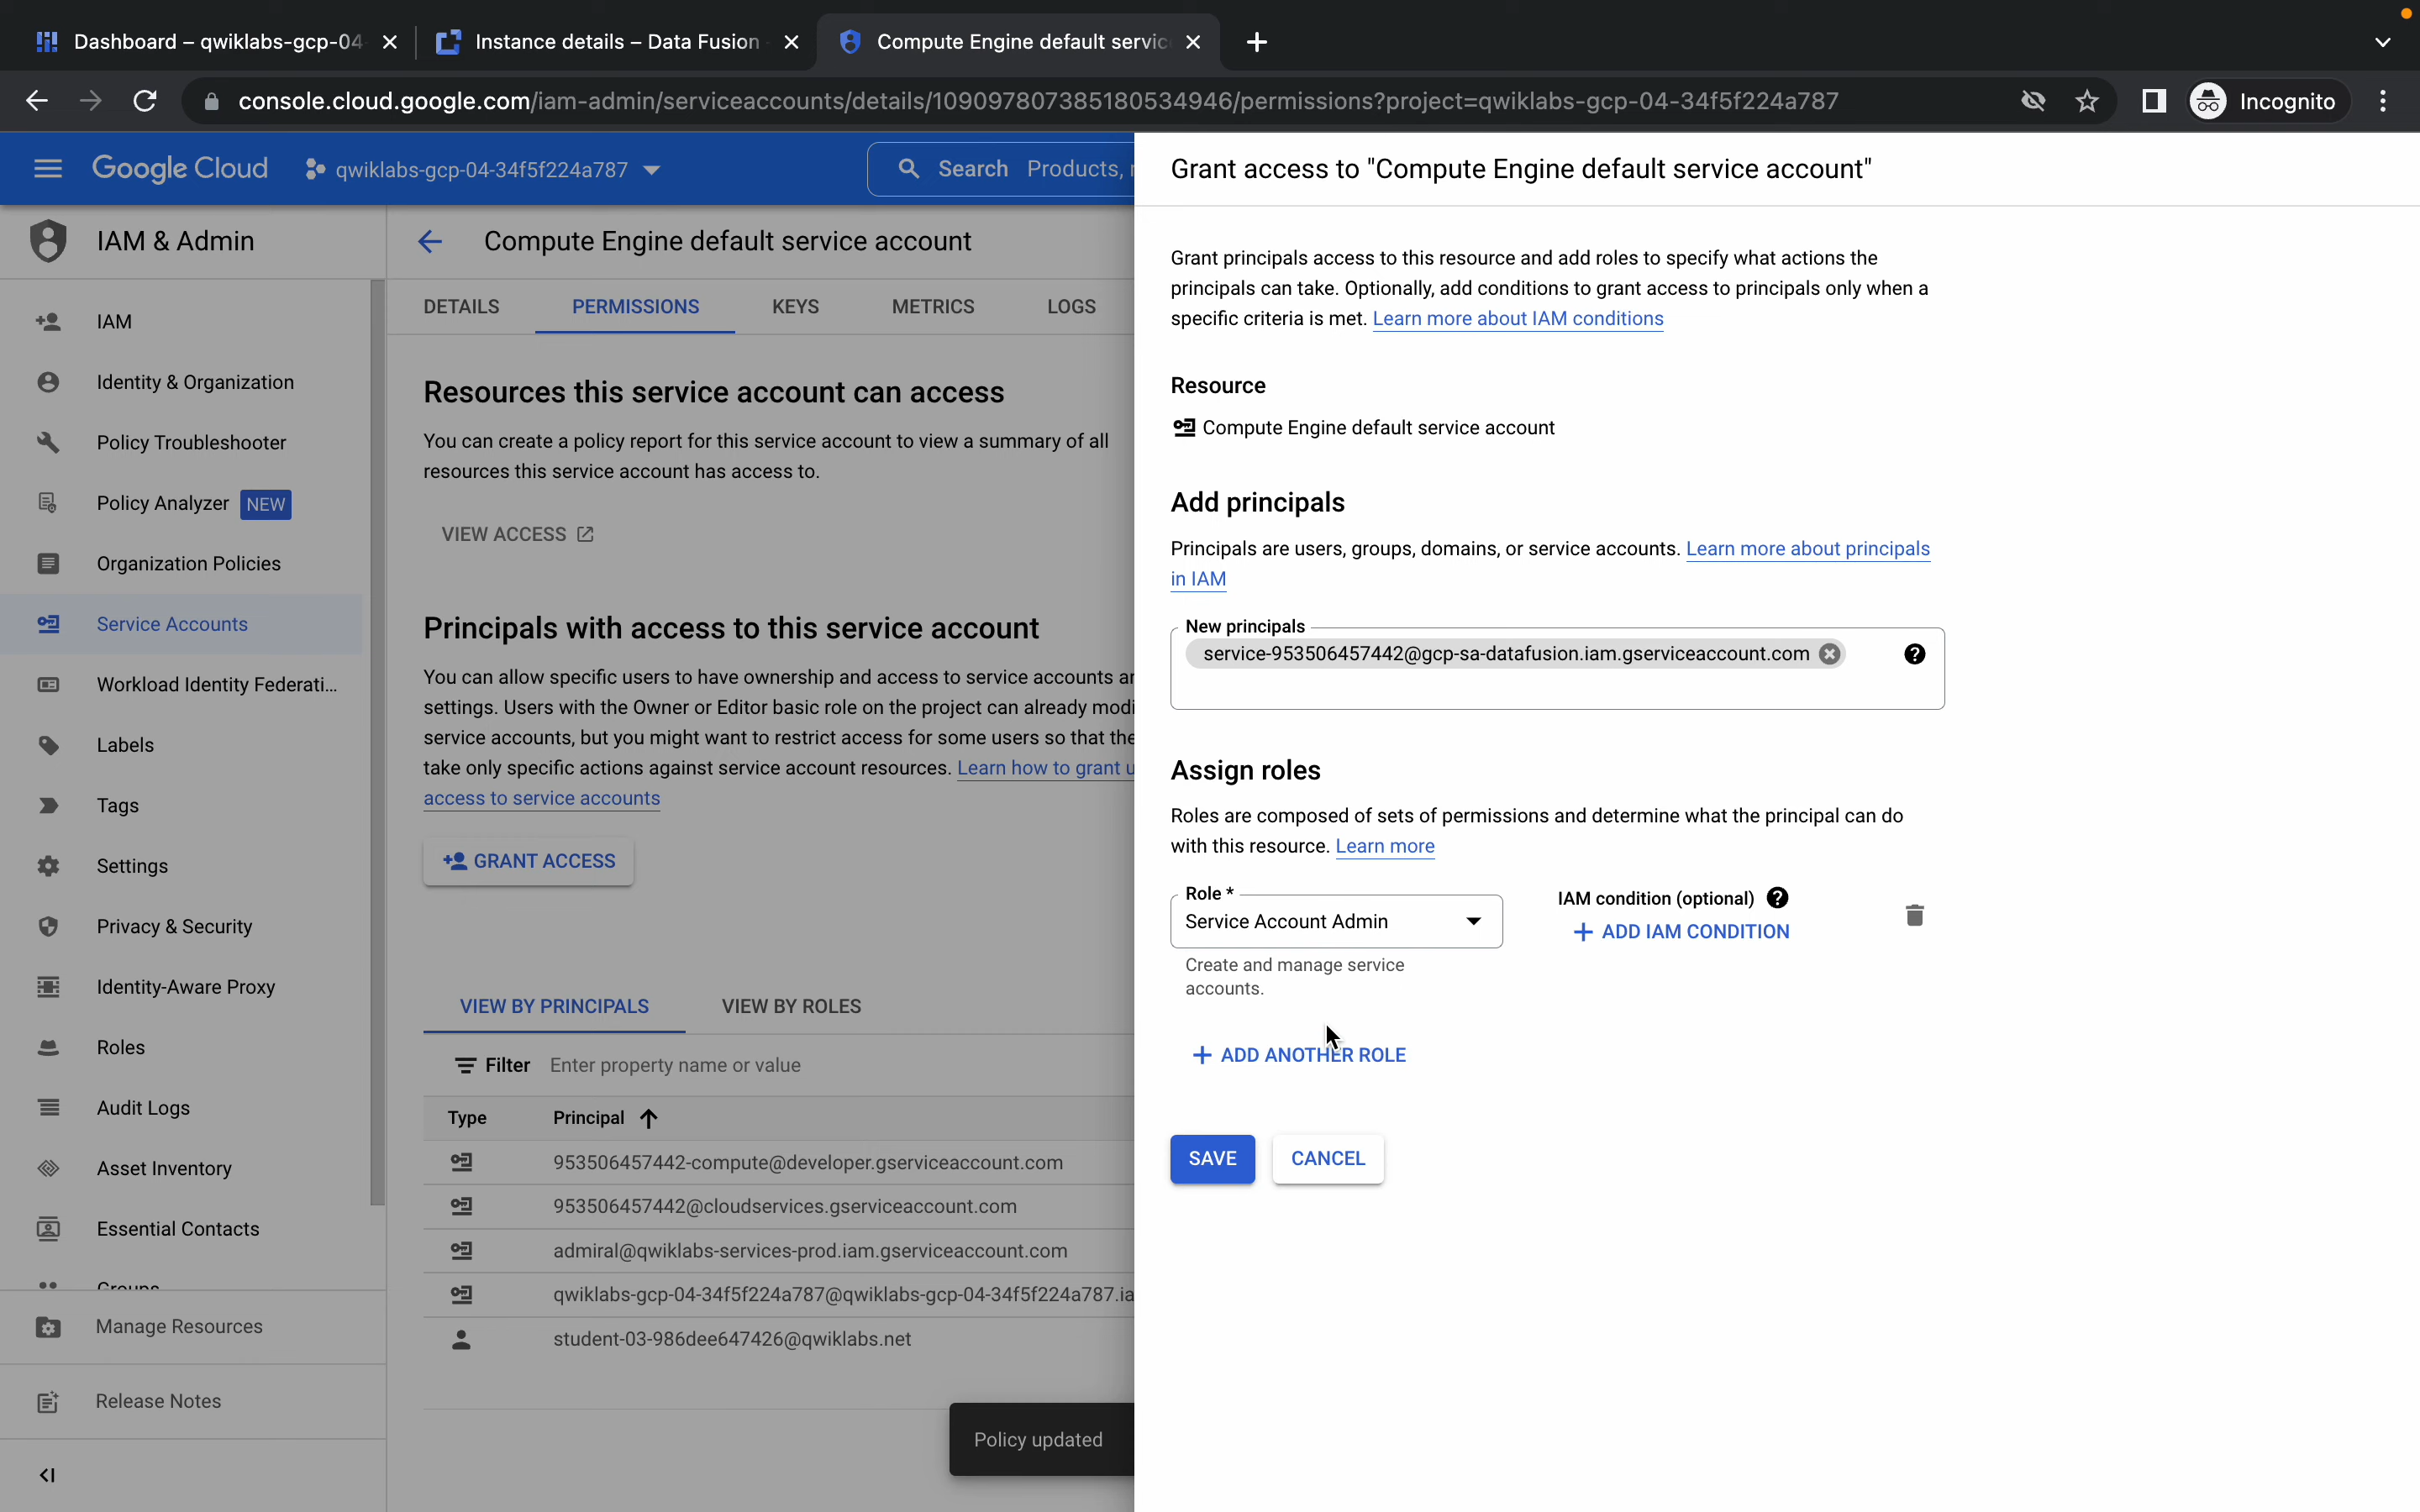 Dashboard – qwiklabs-gcp-04
Instance details – Data Fusion
Compute Engine default servic
console.cloud.google.com/iam-admin/serviceaccounts/details/109097807385180534946/permissions?project=qwiklabs-gcp-04-34f5f224a787
Incognito
Google Cloud
qwiklabs-gcp-04-34f5f224a787
Search Products,
IAM & Admin
IAM
Identity & Organization
Policy Troubleshooter
Policy Analyzer NEW
Organization Policies
Service Accounts
Workload Identity Federati...
Labels
Tags
Settings
Privacy & Security
Identity-Aware Proxy
Roles
Audit Logs
Asset Inventory
Essential Contacts
Groups
Manage Resources
Release Notes
Compute Engine default service account
DETAILS PERMISSIONS KEYS METRICS LOGS
Resources this service account can access
You can create a policy report for this service account to view a summary of all
resources this service account has access to.
VIEW ACCESS
Principals with access to this service account
You can allow specific users to have ownership and access to service accounts
settings. Users with the Owner or Editor basic role on the project can already modi
service accounts, but you might want to restrict access for some users so that the
take only specific actions against service account resources. Learn how to grant
access to service accounts
GRANT ACCESS
VIEW BY PRINCIPALS VIEW BY ROLES
Filter Enter property name or value
Type Principal
953506457442-compute@developer.gserviceaccount.com
953506457442@cloudservices.gserviceaccount.com
admiral@qwiklabs-services-prod.iam.gserviceaccount.com
qwiklabs-gcp-04-34f5f224a787@qwiklabs-gcp-04-34f5f224a787.ia
student-03-986dee647426@qwiklabs.net
Policy updated
Grant access to "Compute Engine default service account"
Grant principals access to this resource and add roles to specify what actions the
principals can take. Optionally, add conditions to grant access to principals only when a
specific criteria is met. Learn more about IAM conditions
Resource
Compute Engine default service account
Add principals
Principals are users, groups, domains, or service accounts. Learn more about principals
in IAM
New principals
service-953506457442@gcp-sa-datafusion.iam.gserviceaccount.com
Assign roles
Roles are composed of sets of permissions and determine what the principal can do
with this resource. Learn more
Role *
Service Account Admin
Create and manage service
accounts.
IAM condition (optional)
+ ADD IAM CONDITION
+ ADD ANOTHER ROLE
SAVE CANCEL